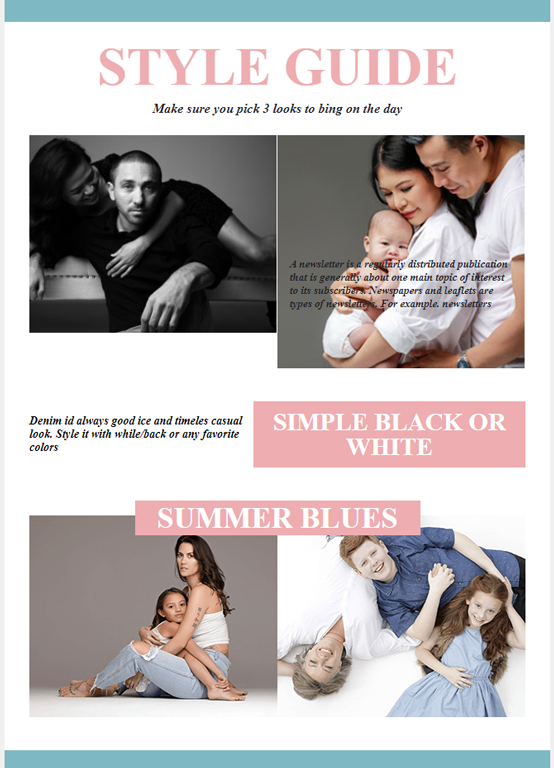 STYLE GUIDE
Make sure you pick 3 looks to bing on the day
A newsletter is a regularly distributed publication
that is generally about one main topic of interest
to its subscribers. Newspapers and leaflets are
types of newsletters. For example. newsletters
Denim id always good ice and timeles casual
look. Style it with while/back or any favorite
colors
SIMPLE BLACK OR
WHITE
SUMMER BLUES